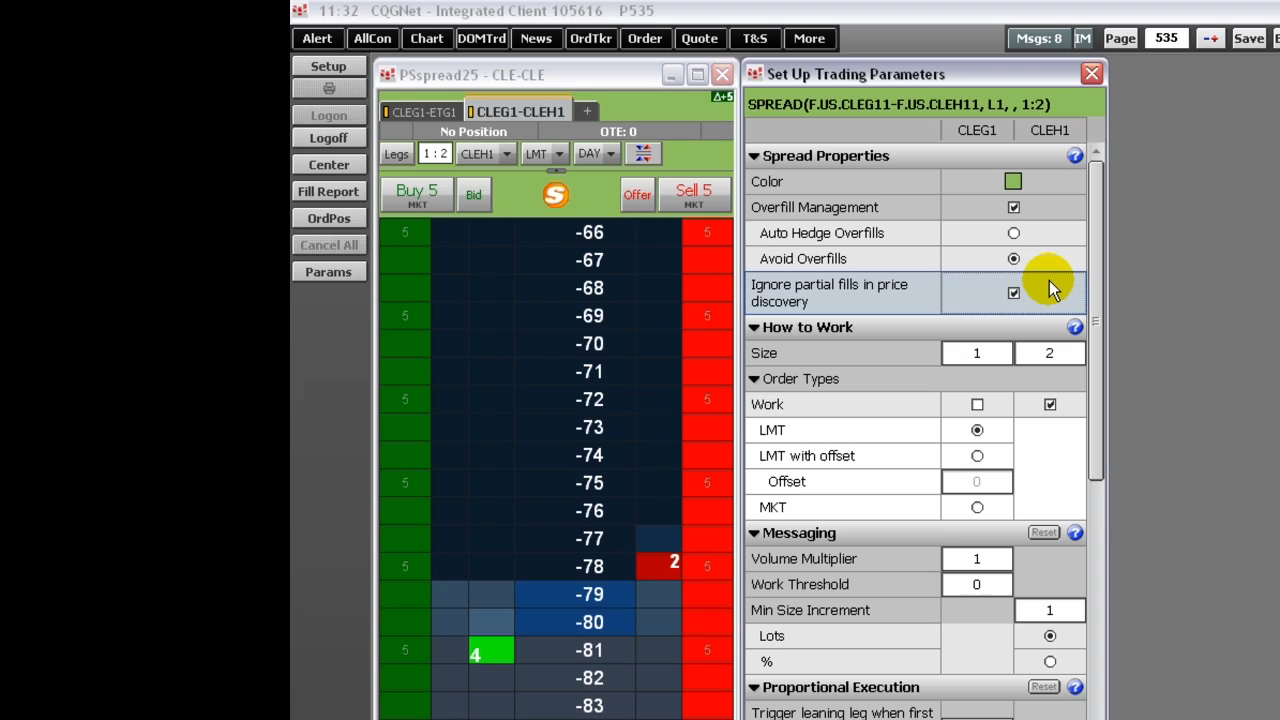 11:32 CQGNet - Integrated Client 105616 P535
Alert AllCon Chart DOMTrd News OrdTkr Order Quote T&S More Msgs: 8 IM Page 535 -+ Save
Setup
Logon
Logoff
Center
Fill Report
OrdPos
Cancel All
Params
PSspread25 - CLE-CLE
Δ+5
CLEG1-ETG1 CLEG1-CLEH1 +
No Position OTE: 0
Legs 1 : 2 CLEH1 LMT DAY
Buy 5 MKT Bid S Offer Sell 5 MKT
5 -66 5
-67
-68
5 -69 5
-70
-71
5 -72 5
-73
-74
5 -75 5
-76
-77
5 -78 2 5
-79
-80
5 4 -81 5
-82
-83
Set Up Trading Parameters
SPREAD(F.US.CLEG11-F.US.CLEH11, L1, , 1:2)
CLEG1 CLEH1
Spread Properties ?
Color
Overfill Management
Auto Hedge Overfills
Avoid Overfills
Ignore partial fills in price
discovery
How to Work ?
Size 1 2
Order Types
Work
LMT
LMT with offset
Offset 0
MKT
Messaging Reset ?
Volume Multiplier 1
Work Threshold 0
Min Size Increment 1
Lots
%
Proportional Execution Reset ?
Trigger leaning leg when first